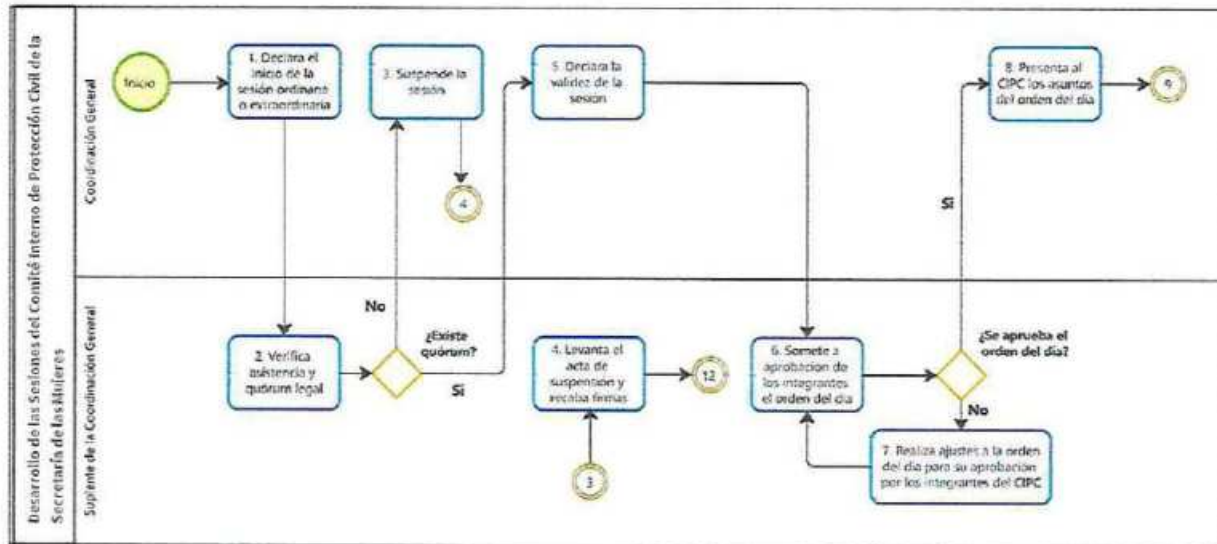 Desarrollo de las Sesiones del Comité Interno de Protección Civil de la
Secretaría de las Mujeres
Coordinación General
Inicio
1. Declara el
inicio de la
sesión ordinaria
o extraordinaria
3. Suspende la
sesión
4
5. Declara la
validez de la
sesión
8. Presenta al
CIPC los asuntos
del orden del día
9
Suplente de la Coordinación General
2. Verifica
asistencia y
quórum legal
No
¿Existe
quórum?
Si
4. Levanta el
acta de
suspensión y
recaba firmas
12
3
6. Somete a
aprobación de
los integrantes
el orden del día
Si
¿Se aprueba el
orden del día?
No
7. Realiza ajustes a la orden
del día para su aprobación
por los integrantes del CIPC